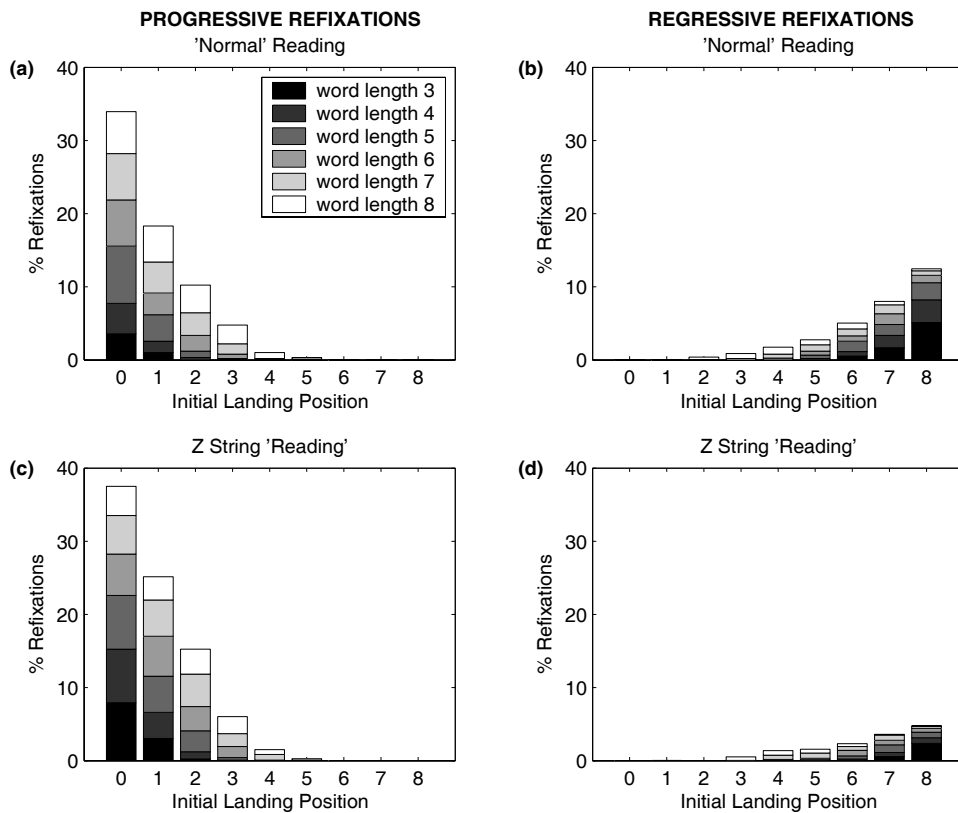 PROGRESSIVE REFIXATIONS
'Normal' Reading
(a)
40
30
20
10
0
% Refixations
word length 3
word length 4
word length 5
word length 6
word length 7
word length 8
0 1 2 3 4 5 6 7 8
Initial Landing Position
REGRESSIVE REFIXATIONS
'Normal' Reading
(b)
40
30
20
10
0
% Refixations
0 1 2 3 4 5 6 7 8
Initial Landing Position
Z String 'Reading'
(c)
40
30
20
10
0
% Refixations
0 1 2 3 4 5 6 7 8
Initial Landing Position
Z String 'Reading'
(d)
40
30
20
10
0
% Refixations
0 1 2 3 4 5 6 7 8
Initial Landing Position